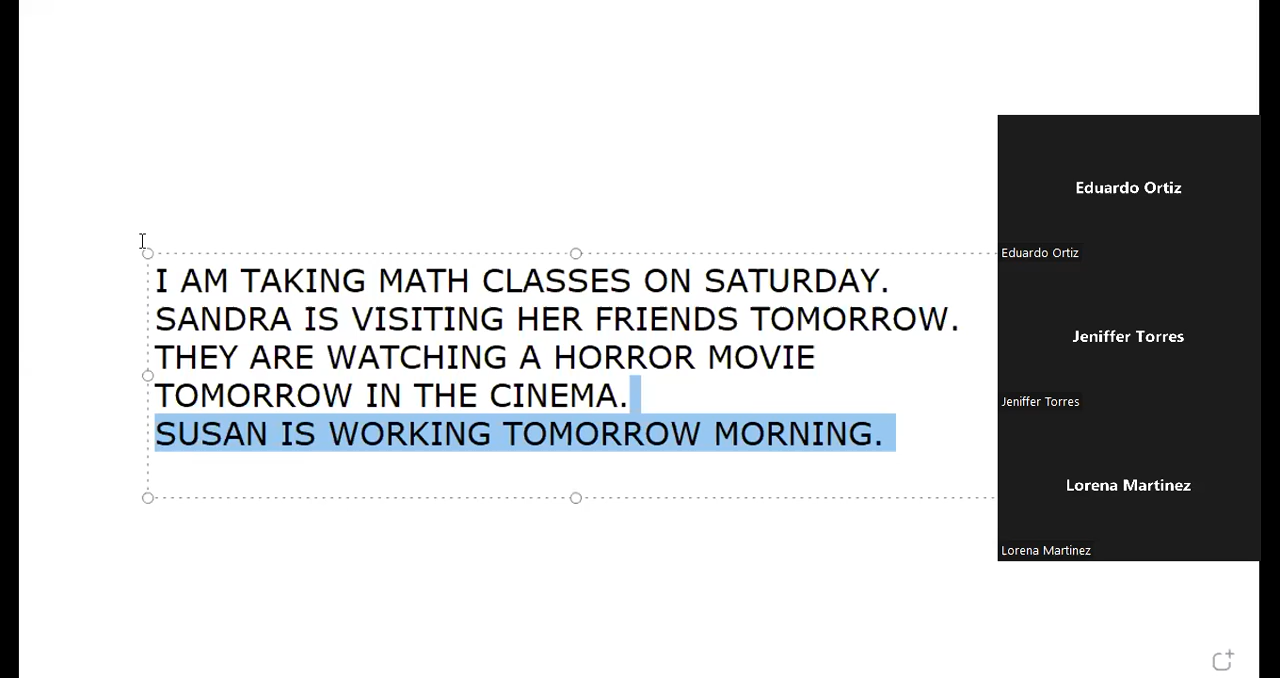 I AM TAKING MATH CLASSES ON SATURDAY.
SANDRA IS VISITING HER FRIENDS TOMORROW.
THEY ARE WATCHING A HORROR MOVIE
TOMORROW IN THE CINEMA.
SUSAN IS WORKING TOMORROW MORNING.
Eduardo Ortiz
Eduardo Ortiz
Jeniffer Torres
Jeniffer Torres
Lorena Martinez
Lorena Martinez